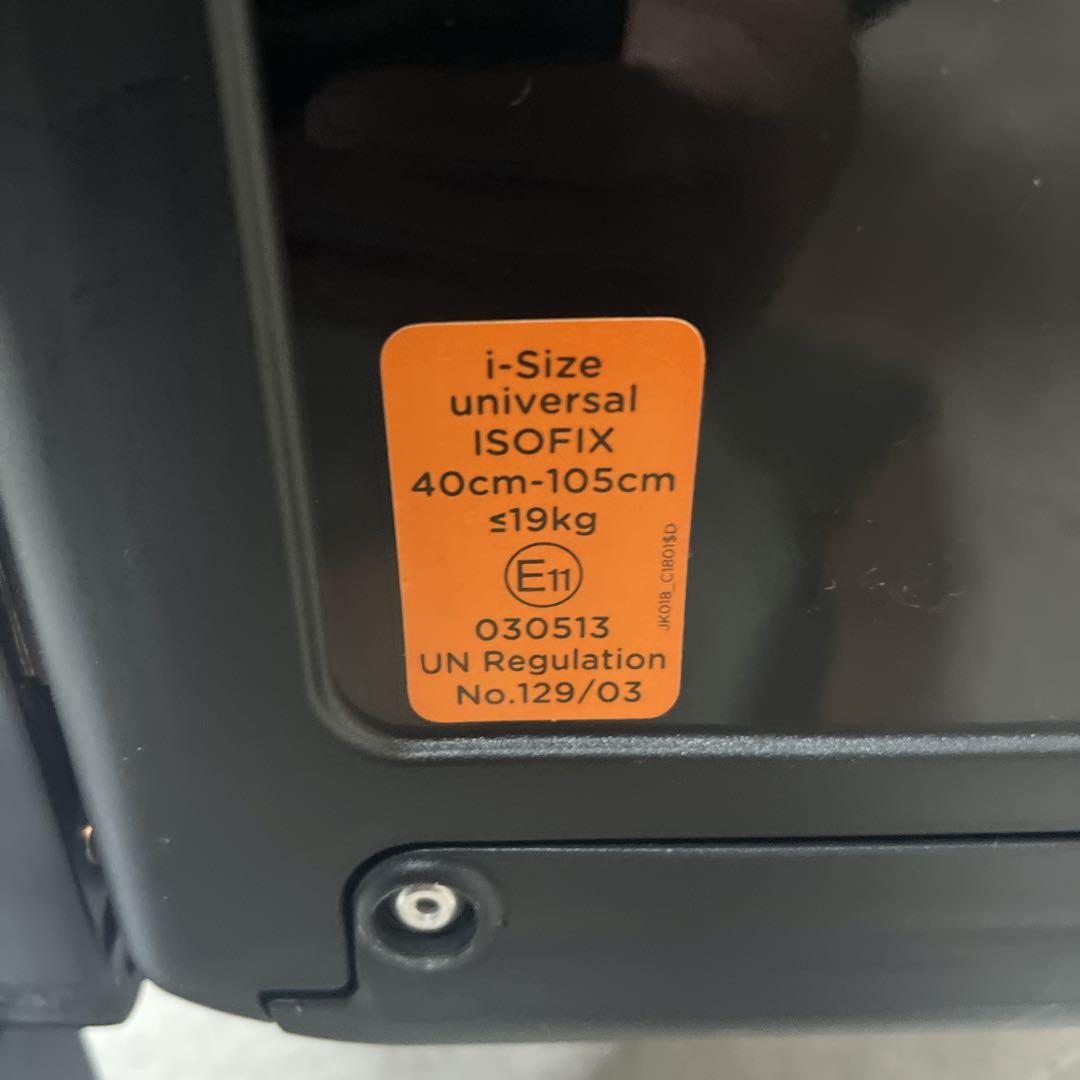 i-Size
universal
ISOFIX
40cm-105cm
≤19kg
E11
030513
UN Regulation
No.129/03
JK018_C1801$D